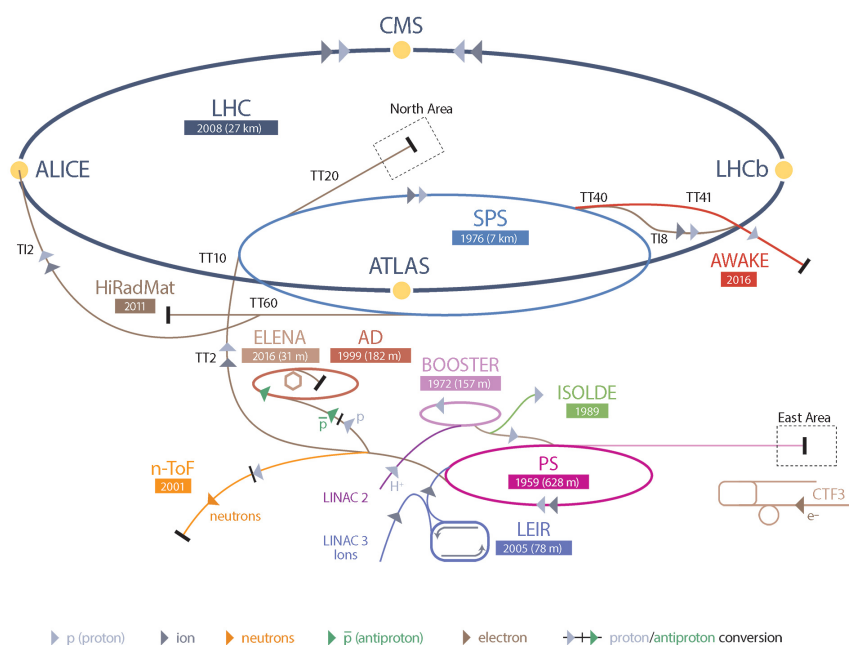 CMS
LHC
2008 (27 km)
North Area
ALICE
TT20
LHCb
TT40
TT41
SPS
1976 (7 km)
TI8
TI2
TT10
ATLAS
AWAKE
2016
HiRadMat
2011
TT60
ELENA
2016 (31 m)
AD
1999 (182 m)
TT2
BOOSTER
1972 (157 m)
ISOLDE
1989
p̅
p
East Area
n-ToF
2001
PS
1959 (628 m)
H⁺
LINAC 2
neutrons
CTF3
e–
LEIR
2005 (78 m)
LINAC 3
Ions
p (proton)
ion
neutrons
p̅ (antiproton)
electron
proton/antiproton conversion